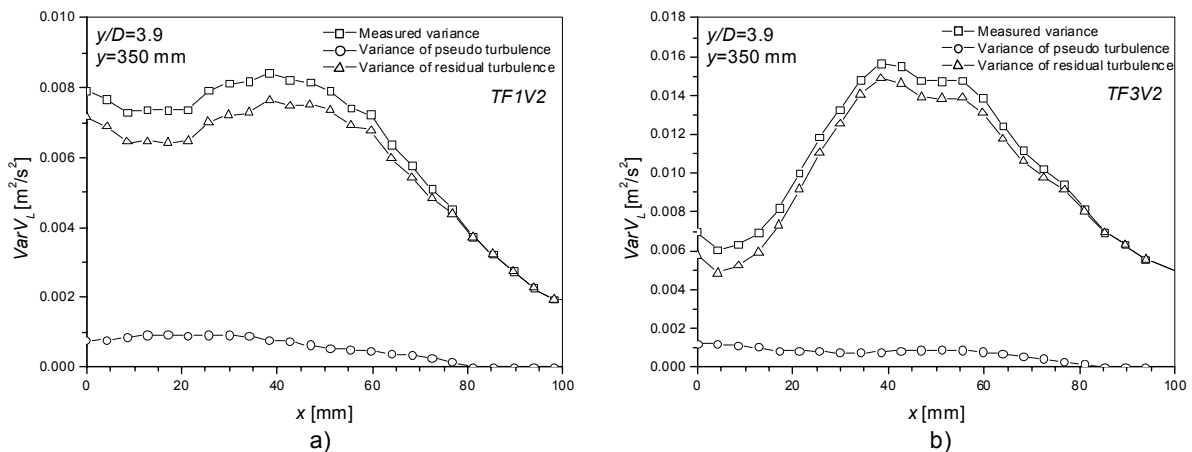 y/D=3.9
y=350 mm
Measured variance
Variance of pseudo turbulence
Variance of residual turbulence
TF1V2
0.010
0.008
0.006
0.004
0.002
0.000
VarV_L [m²/s²]
0 20 40 60 80 100
x [mm]
a)
y/D=3.9
y=350 mm
Measured variance
Variance of pseudo turbulence
Variance of residual turbulence
TF3V2
0.018
0.016
0.014
0.012
0.010
0.008
0.006
0.004
0.002
0.000
VarV_L [m²/s²]
0 20 40 60 80 100
x [mm]
b)